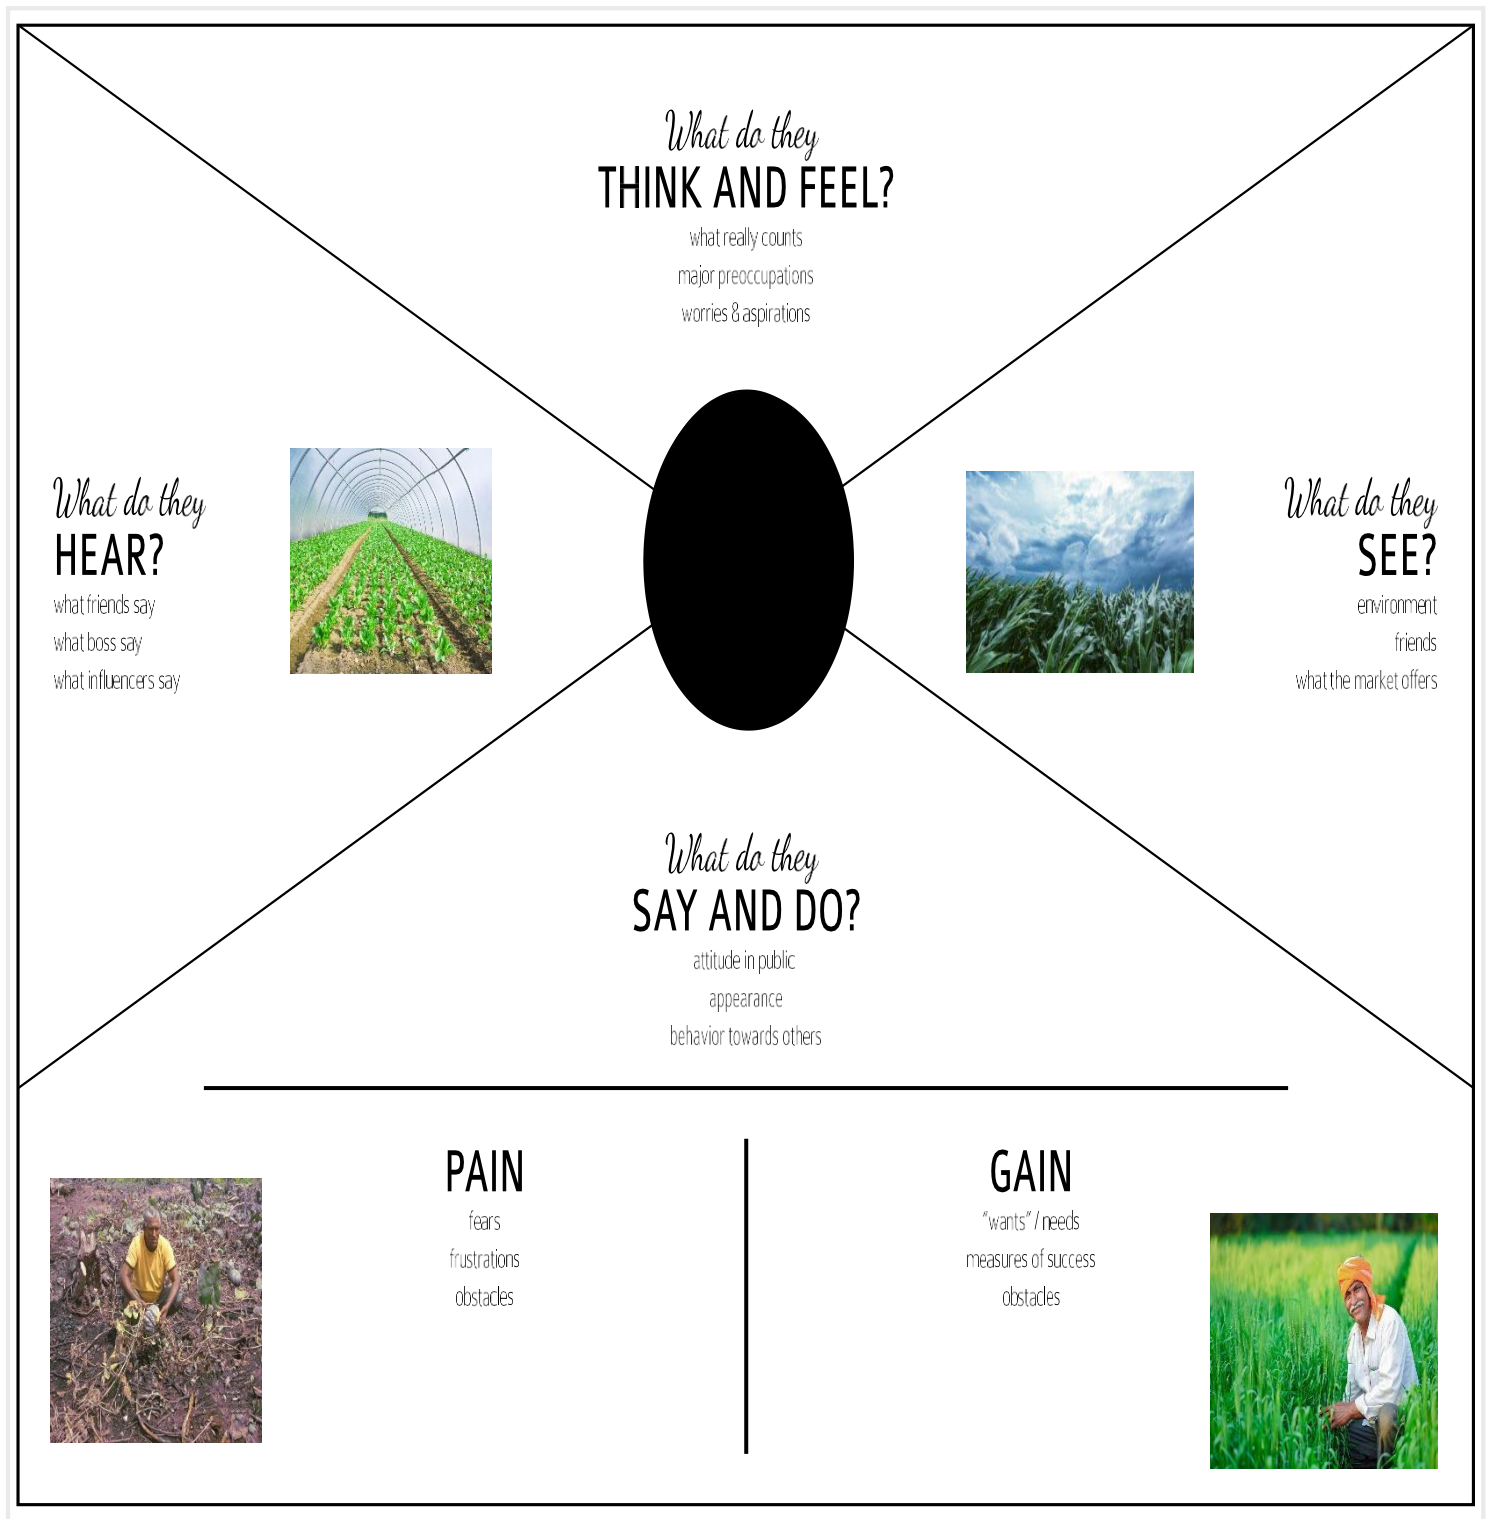 What do they
THINK AND FEEL?
what really counts
major preoccupations
worries & aspirations
What do they
HEAR?
what friends say
what boss say
what influencers say
What do they
SEE?
environment
friends
what the market offers
What do they
SAY AND DO?
attitude in public
appearance
behavior towards others
PAIN
fears
frustrations
obstacles
GAIN
“wants” / needs
measures of success
obstacles